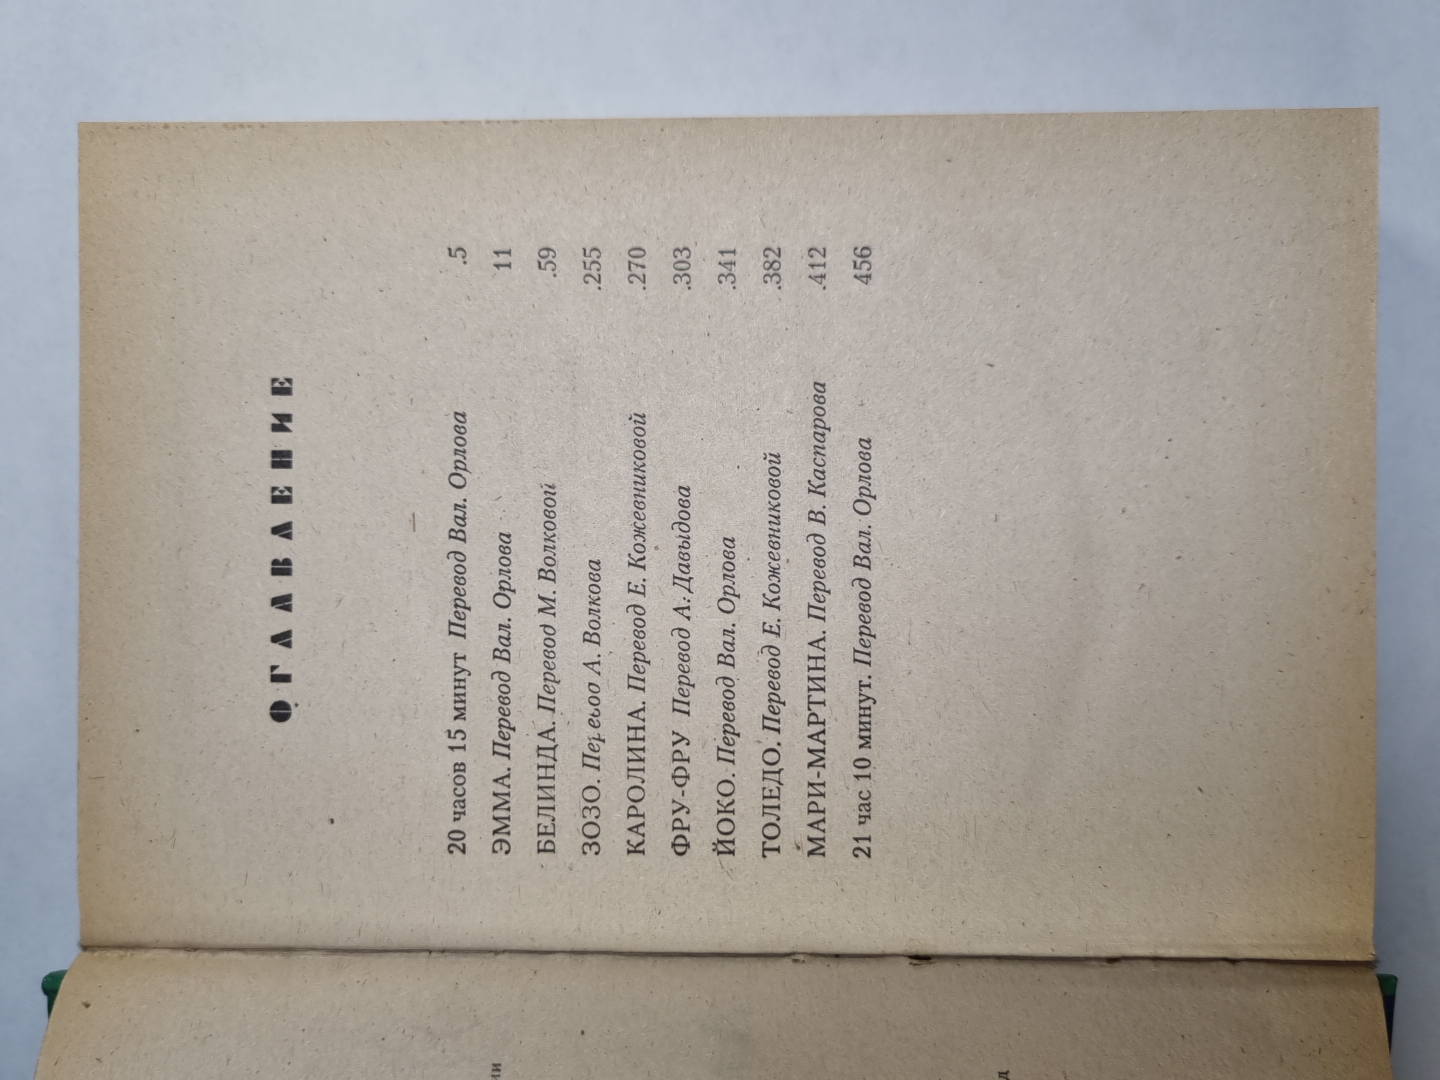 ОГЛАВЛЕНИЕ
20 часов 15 минут Перевод Вал. Орлова .5
ЭММА. Перевод Вал. Орлова 11
БЕЛИНДА. Перевод М. Волковой .59
ЗОЗО. Перевод А. Волкова .255
КАРОЛИНА. Перевод Е. Кожевниковой .270
ФРУ-ФРУ Перевод А. Давыдова .303
ЙОКО. Перевод Вал. Орлова .341
ТОЛЕДО. Перевод Е. Кожевниковой .382
МАРИ-МАРТИНА. Перевод В. Каспарова .412
21 час 10 минут. Перевод Вал. Орлова 456